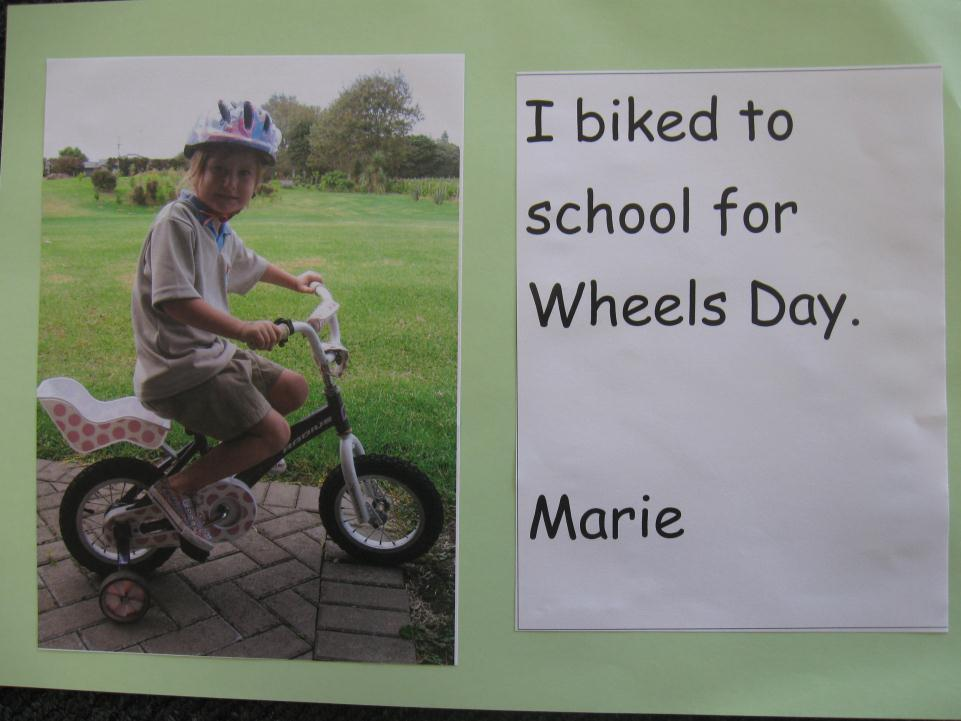 I biked to
school for
Wheels Day.
Marie